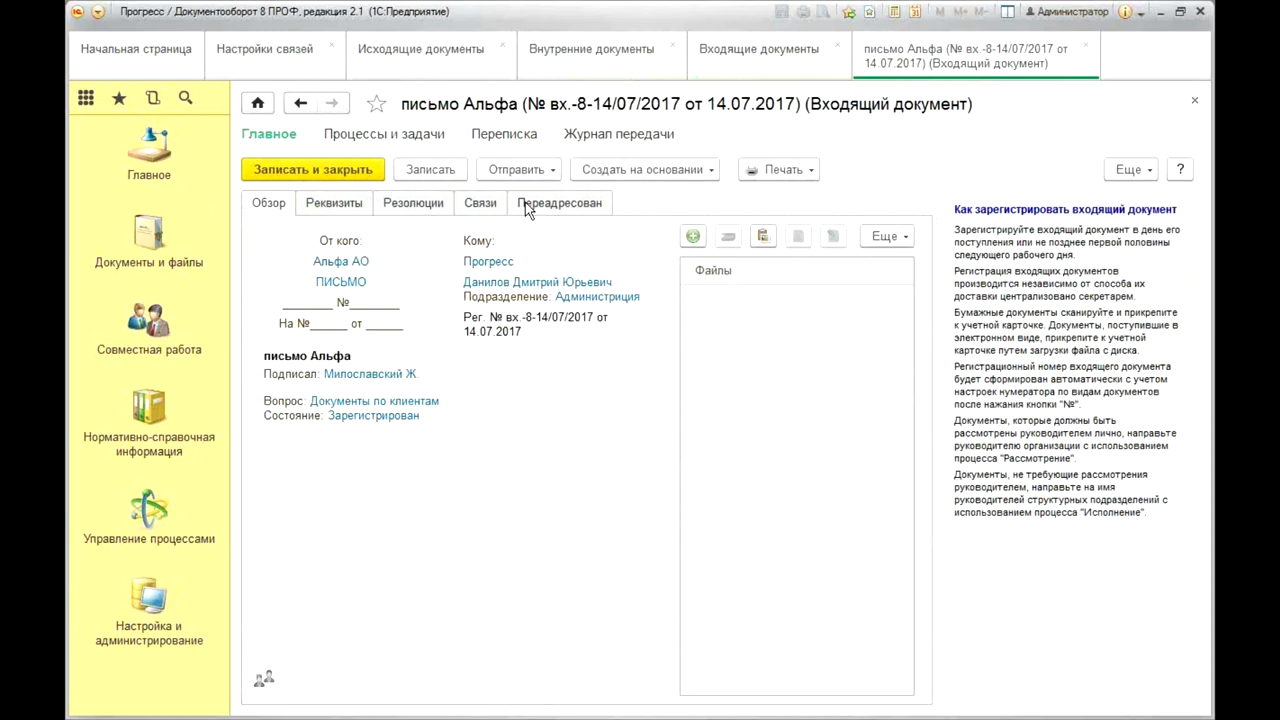 Прогресс / Документооборот 8 ПРОФ, редакция 2.1 (1С:Предприятие)
M M+ M- Администратор
Начальная страница
Настройки связей
Исходящие документы
Внутренние документы
Входящие документы
письмо Альфа (№ вх.-8-14/07/2017 от
14.07.2017) (Входящий документ)
письмо Альфа (№ вх.-8-14/07/2017 от 14.07.2017) (Входящий документ)
Главное Процессы и задачи Переписка Журнал передачи
Записать и закрыть Записать Отправить Создать на основании Печать Еще ?
Обзор Реквизиты Резолюции Связи Переадресован
Главное
Документы и файлы
Совместная работа
Нормативно-справочная
информация
Управление процессами
Настройка и
администрирование
От кого:
Альфа АО
ПИСЬМО
________ №________
На №______ от ______
Кому:
Прогресс
Данилов Дмитрий Юрьевич
Подразделение: Администриция
Рег. № вх.-8-14/07/2017 от
14.07.2017
письмо Альфа
Подписал: Милославский Ж.
Вопрос: Документы по клиентам
Состояние: Зарегистрирован
Еще
Файлы
Как зарегистрировать входящий документ
Зарегистрируйте входящий документ в день его
поступления или не позднее первой половины
следующего рабочего дня.
Регистрация входящих документов
производится независимо от способа их
доставки централизовано секретарем.
Бумажные документы сканируйте и прикрепите
к учетной карточке. Документы, поступившие в
электронном виде, прикрепите к учетной
карточке путем загрузки файла с диска.
Регистрационный номер входящего документа
будет сформирован автоматически с учетом
настроек нумератора по видам документов
после нажания кнопки "№".
Документы, которые должны быть
рассмотрены руководителем лично, направьте
руководителю организации с использованием
процесса "Рассмотрение".
Документы, не требующие рассмотрения
руководителем, направьте на имя
руководителей структурных подразделений с
использованием процесса "Исполнение".